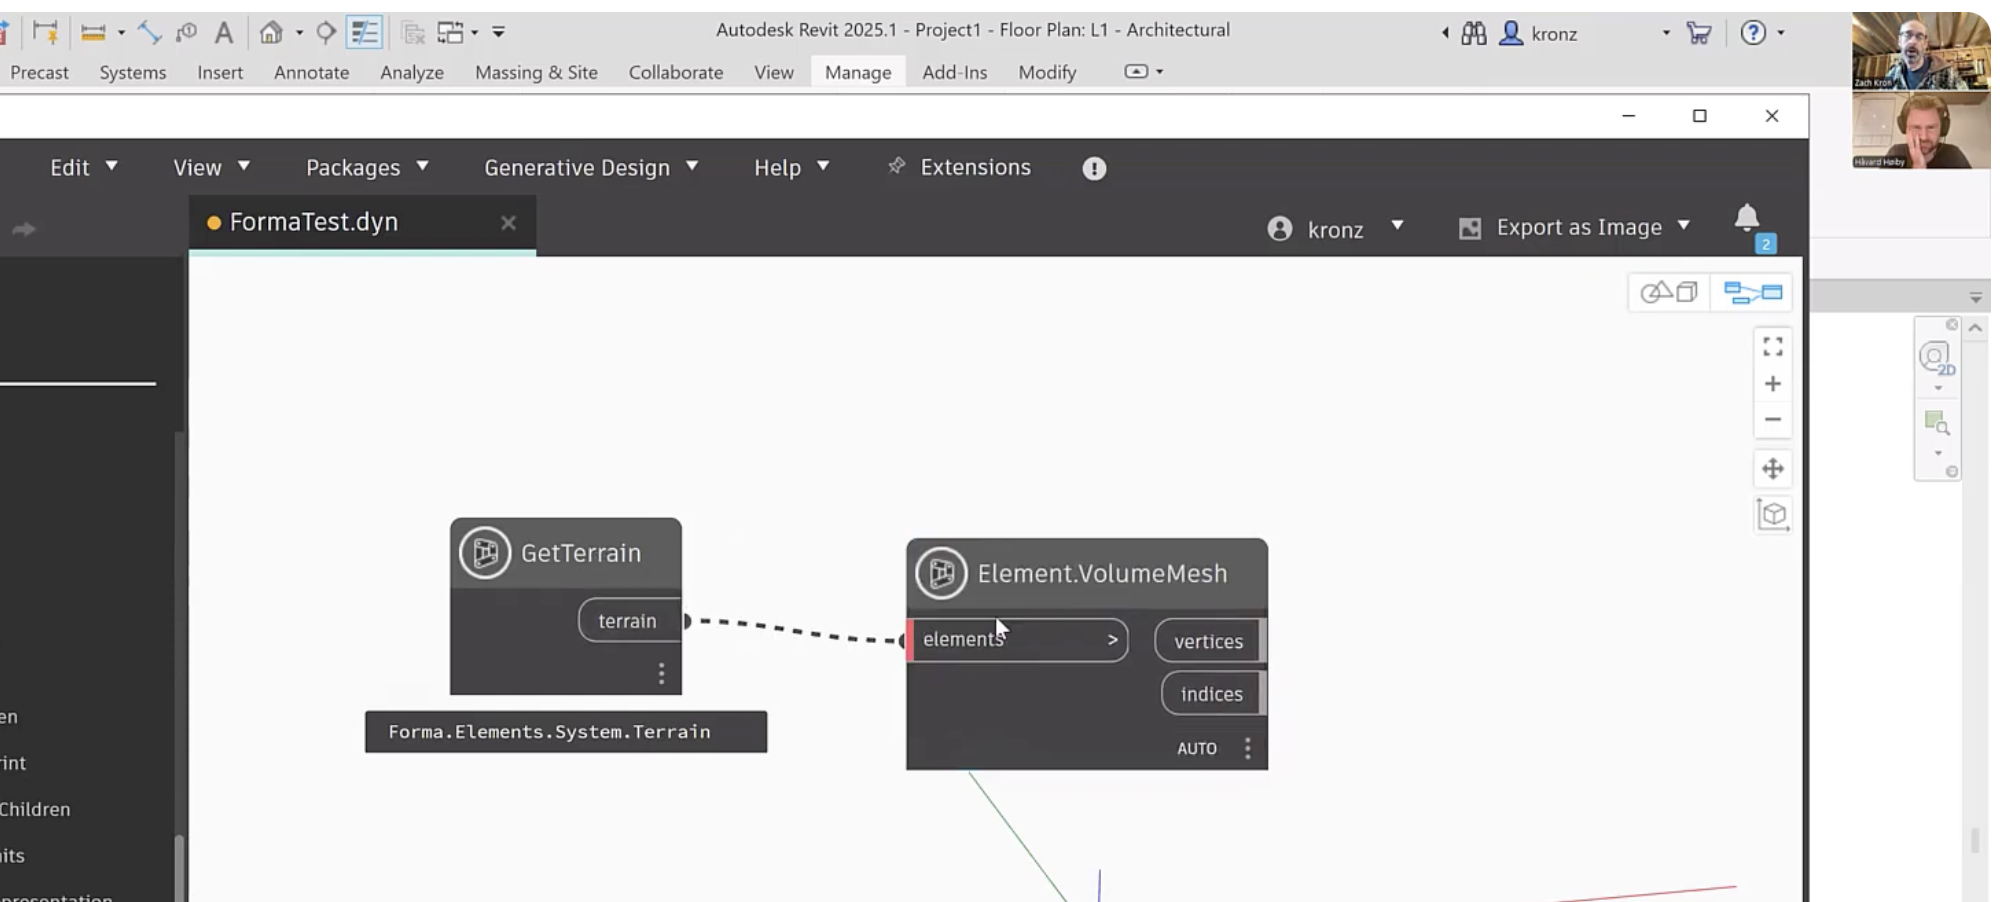 Autodesk Revit 2025.1 - Project1 - Floor Plan: L1 - Architectural
kronz
Precast Systems Insert Annotate Analyze Massing & Site Collaborate View Manage Add-Ins Modify
Zach Kron
Håvard Høiby
Edit View Packages Generative Design Help Extensions
FormaTest.dyn
kronz
Export as Image
2
2D
GetTerrain
terrain
Forma.Elements.System.Terrain
Element.VolumeMesh
elements >
vertices
indices
AUTO
en
int
Children
its
presentation